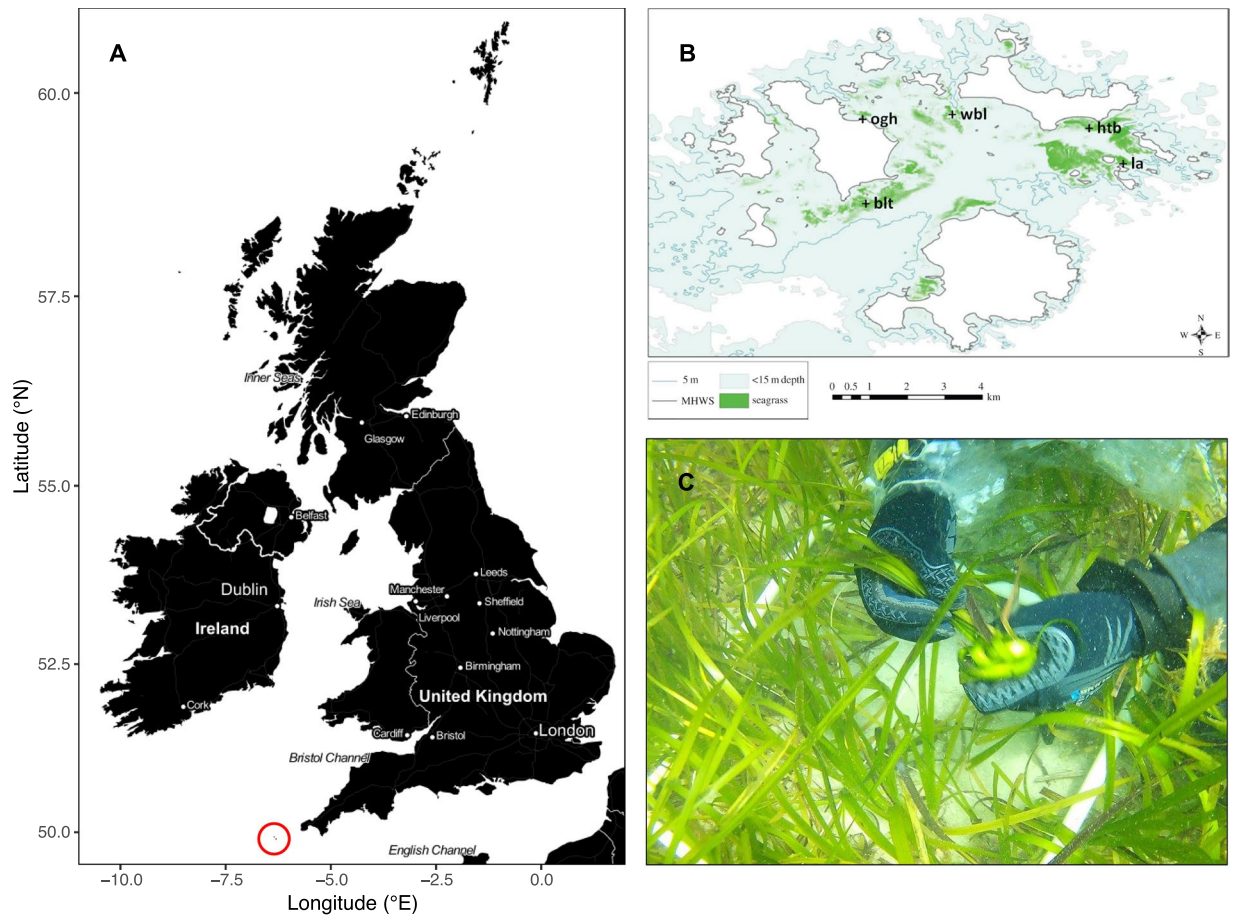 A
60.0
57.5
55.0
52.5
50.0
Latitude (°N)
Inner Seas
Edinburgh
Glasgow
Belfast
Dublin
Ireland
Irish Sea
Leeds
Manchester
Sheffield
Liverpool
Nottingham
Birmingham
United Kingdom
Cork
Cardiff
Bristol
London
Bristol Channel
English Channel
−10.0
−7.5
−5.0
−2.5
0.0
Longitude (°E)
B
+ ogh
+ wbl
+ htb
+ la
+ blt
N
W E
S
5 m
<15 m depth
MHWS
seagrass
0 0.5 1 2 3 4
km
C